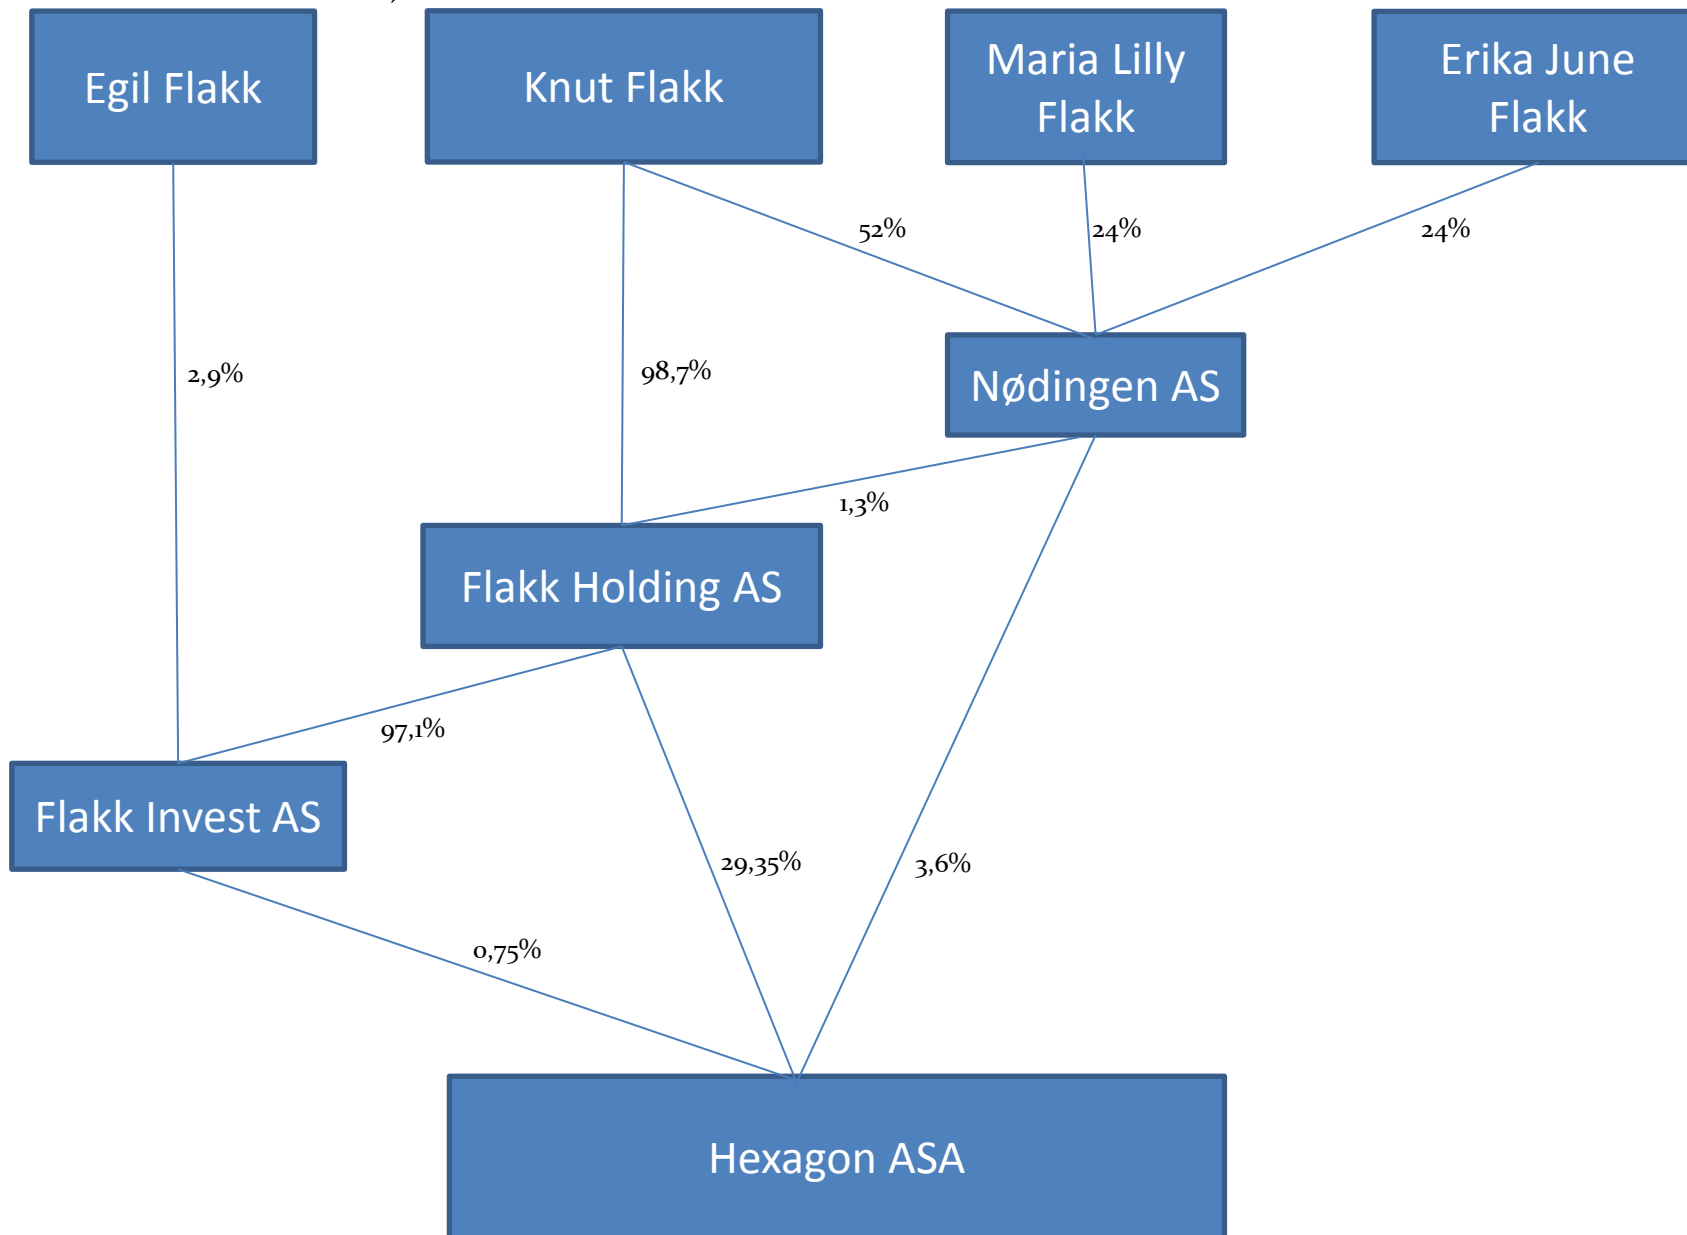 Egil Flakk
Knut Flakk
Maria Lilly
Flakk
Erika June
Flakk
52%
24%
24%
2,9%
98,7%
Nødingen AS
1,3%
Flakk Holding AS
97,1%
Flakk Invest AS
29,35%
3,6%
0,75%
Hexagon ASA